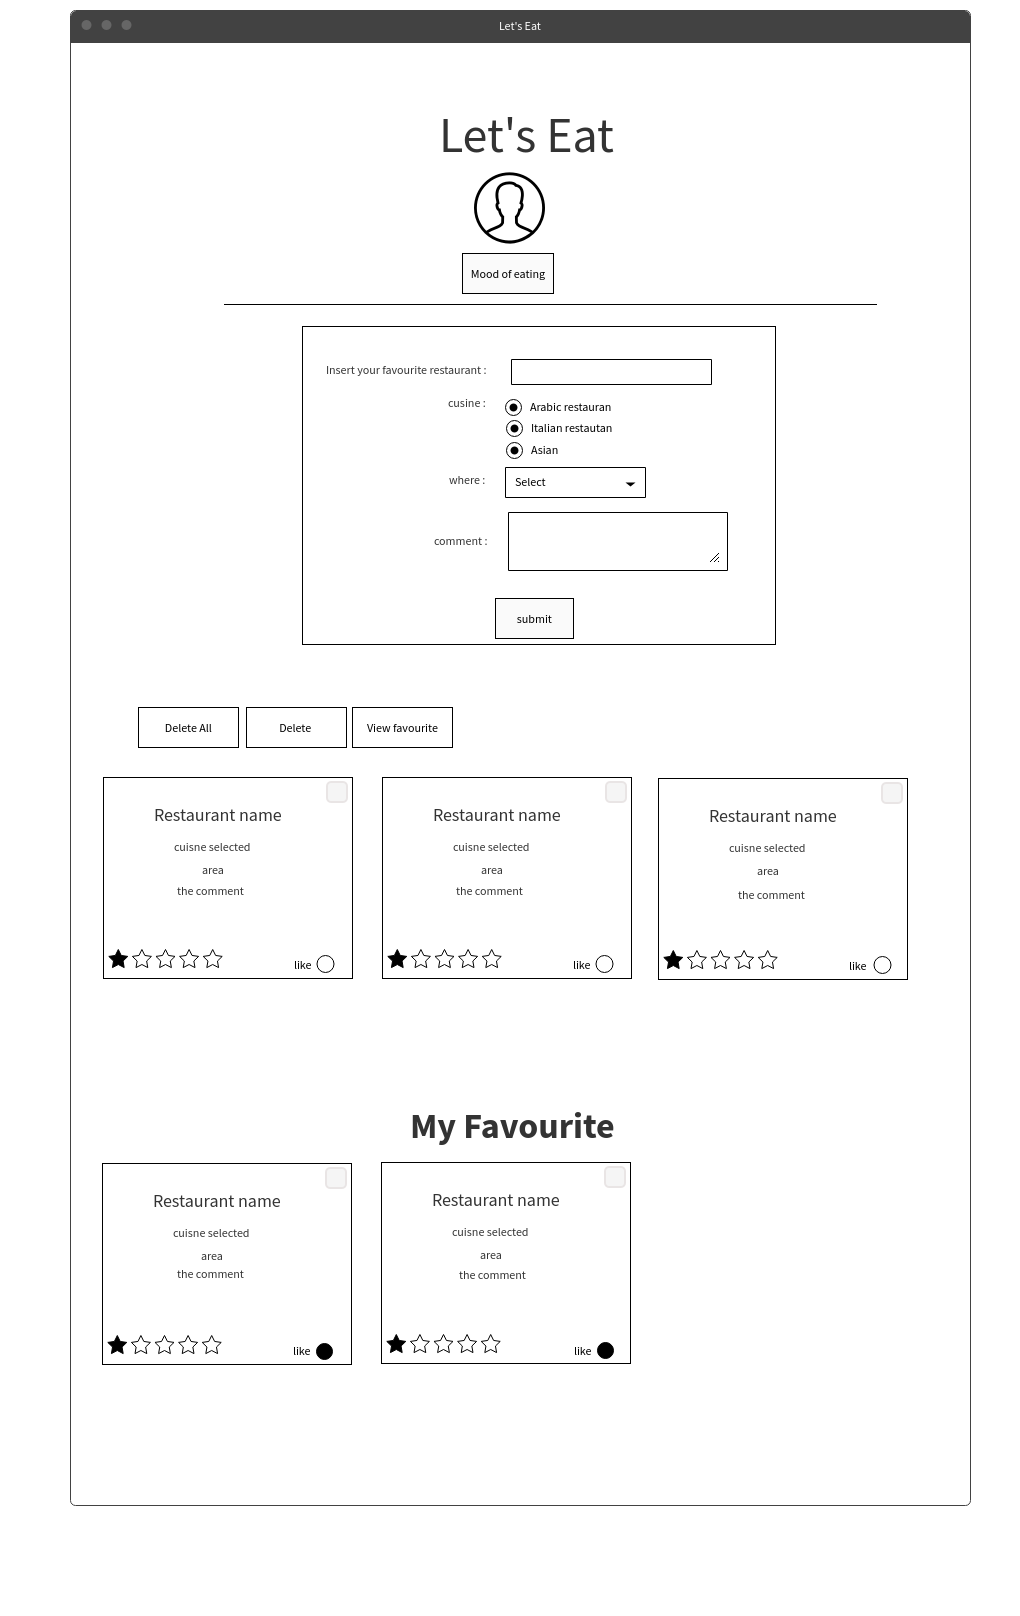 Let's Eat
Let's Eat
Mood of eating
Insert your favourite restaurant :
cusine :
Arabic restauran
Italian restautan
Asian
where :
Select
comment :
submit
Delete All
Delete
View favourite
Restaurant name
cuisne selected
area
the comment
like
Restaurant name
cuisne selected
area
the comment
like
Restaurant name
cuisne selected
area
the comment
like
My Favourite
Restaurant name
cuisne selected
area
the comment
like
Restaurant name
cuisne selected
area
the comment
like